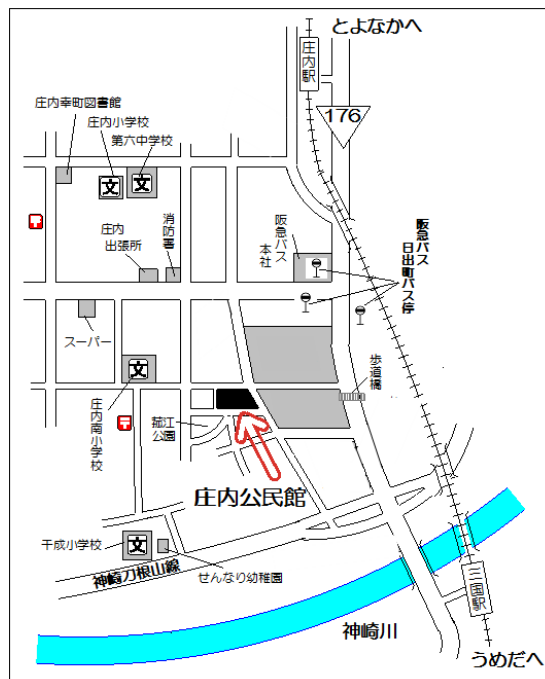 とよなかへ
庄内駅
176
庄内幸町図書館
庄内小学校
第六中学校
文
文
庄内
出張所
消防署
阪急バス
本社
阪急バス
日出町バス停
スーパー
文
庄内南小学校
歩道橋
菰江
公園
庄内公民館
千成小学校
文
せんなり幼稚園
神崎刀根山線
三国駅
神崎川
うめだへ